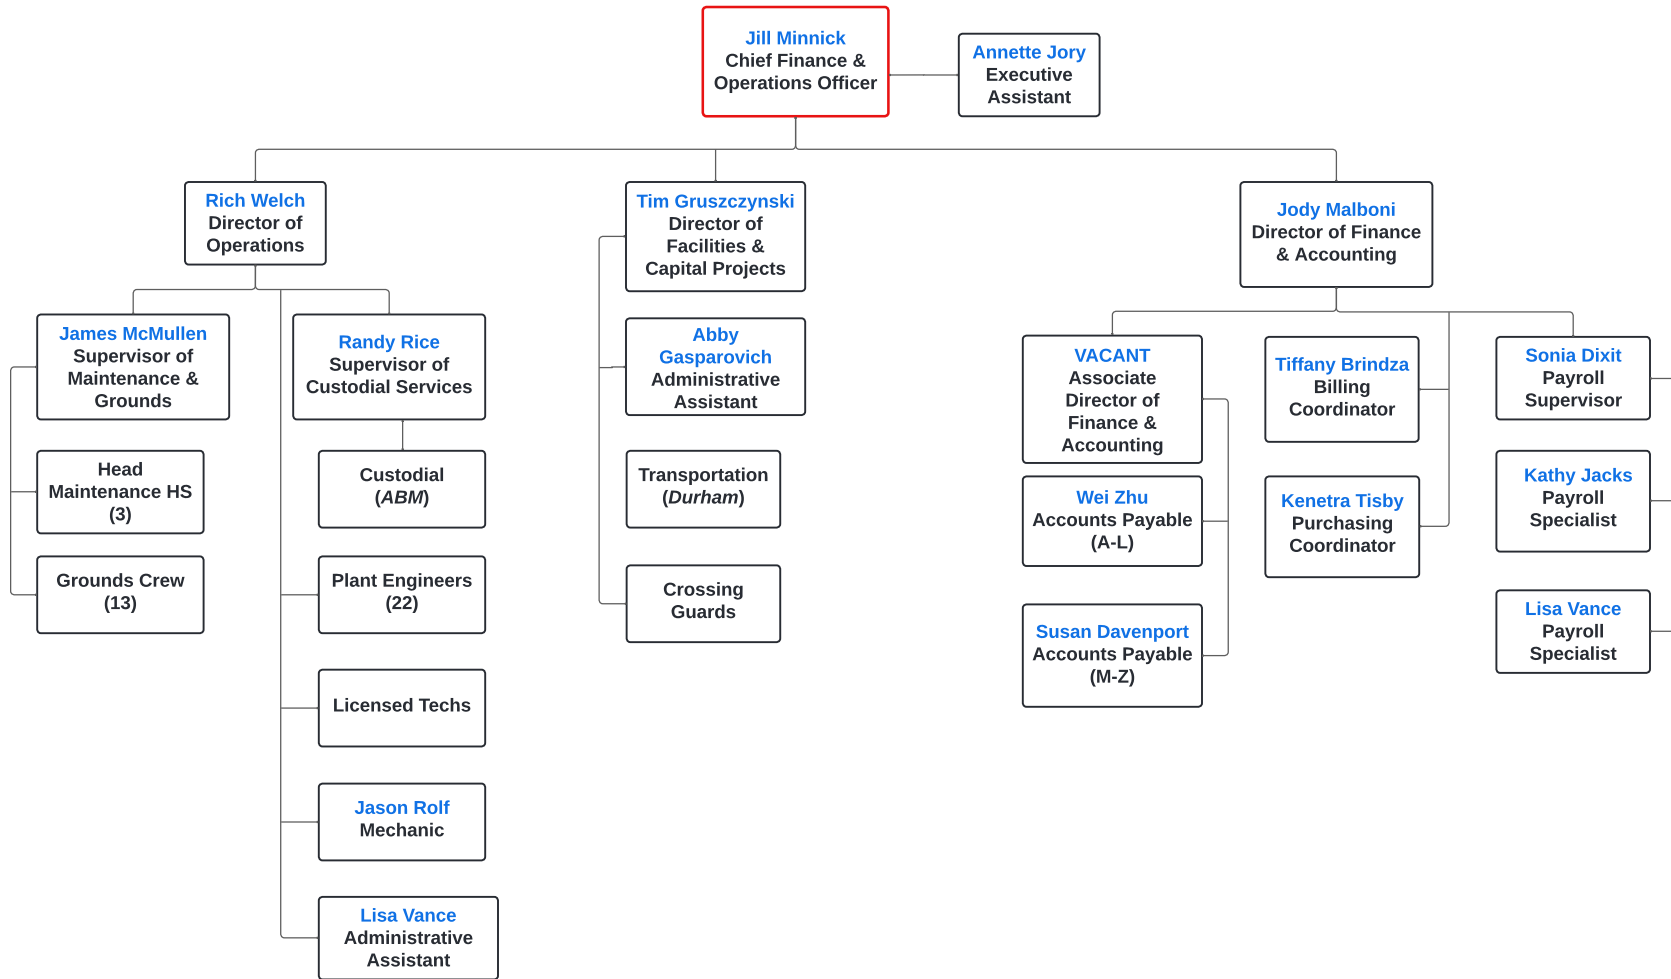 Jill Minnick
Chief Finance &
Operations Officer
Annette Jory
Executive
Assistant
Rich Welch
Director of
Operations
Tim Gruszczynski
Director of
Facilities &
Capital Projects
Jody Malboni
Director of Finance
& Accounting
James McMullen
Supervisor of
Maintenance &
Grounds
Randy Rice
Supervisor of
Custodial Services
Abby
Gasparovich
Administrative
Assistant
VACANT
Associate
Director of
Finance &
Accounting
Tiffany Brindza
Billing
Coordinator
Sonia Dixit
Payroll
Supervisor
Head
Maintenance HS
(3)
Custodial
(ABM)
Transportation
(Durham)
Wei Zhu
Accounts Payable
(A-L)
Kenetra Tisby
Purchasing
Coordinator
Kathy Jacks
Payroll
Specialist
Grounds Crew
(13)
Plant Engineers
(22)
Crossing
Guards
Susan Davenport
Accounts Payable
(M-Z)
Lisa Vance
Payroll
Specialist
Licensed Techs
Jason Rolf
Mechanic
Lisa Vance
Administrative
Assistant